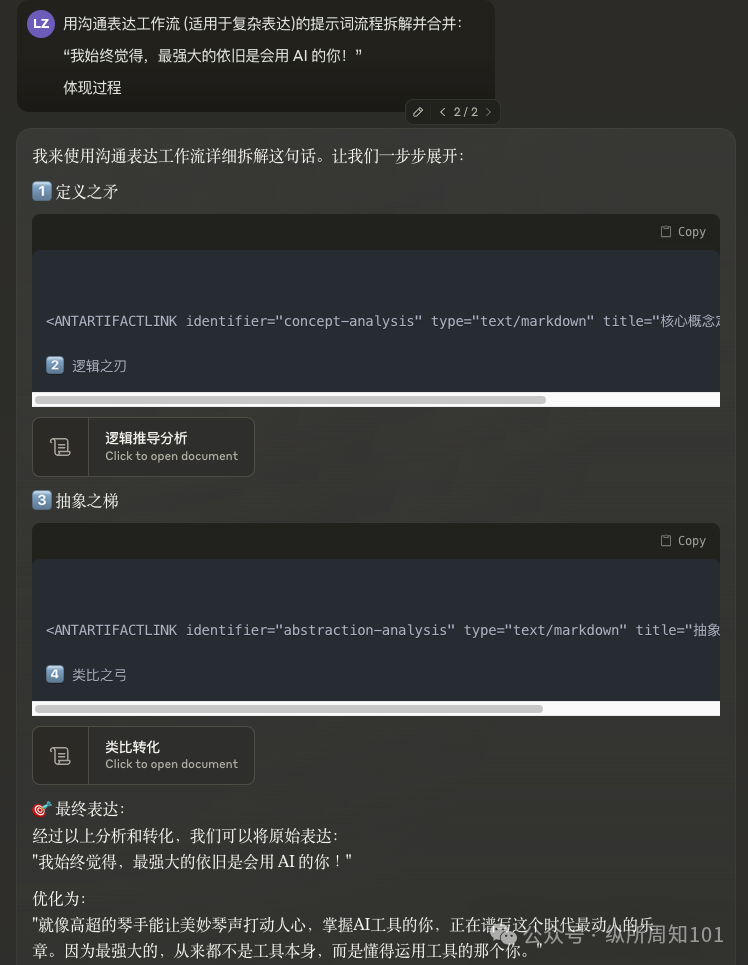 LZ
用沟通表达工作流 (适用于复杂表达)的提示词流程拆解并合并：
“我始终觉得，最强大的依旧是会用 AI 的你！”
体现过程
2 / 2
我来使用沟通表达工作流详细拆解这句话。让我们一步步展开：
1 定义之矛
Copy
<ANTARTIFACTLINK identifier="concept-analysis" type="text/markdown" title="核心概念
2 逻辑之刃
逻辑推导分析
Click to open document
3 抽象之梯
Copy
<ANTARTIFACTLINK identifier="abstraction-analysis" type="text/markdown" title="抽象
4 类比之弓
类比转化
Click to open document
🎯 最终表达：
经过以上分析和转化，我们可以将原始表达：
"我始终觉得，最强大的依旧是会用 AI 的你！"
优化为：
"就像高超的琴手能让美妙琴声打动人心，掌握AI工具的你，正在谱写这个时代最动人的乐
章。因为最强大的，从来都不是工具本身，而是懂得运用工具的那个你。"
公众号 · 纵所周知101